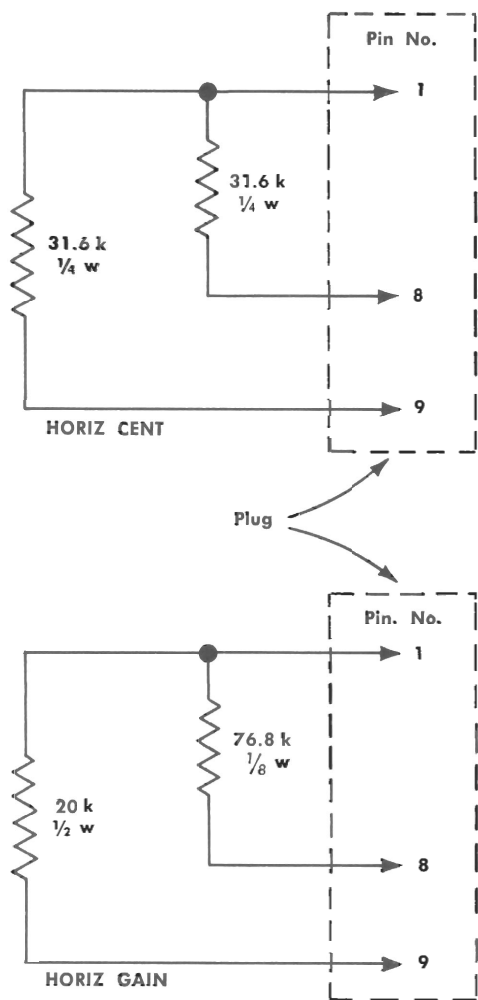 Pin No.
1
31.6 k
¼ w
31.6 k
¼ w
8
9
HORIZ CENT
Plug
Pin. No.
1
76.8 k
⅛ w
20 k
½ w
8
9
HORIZ GAIN